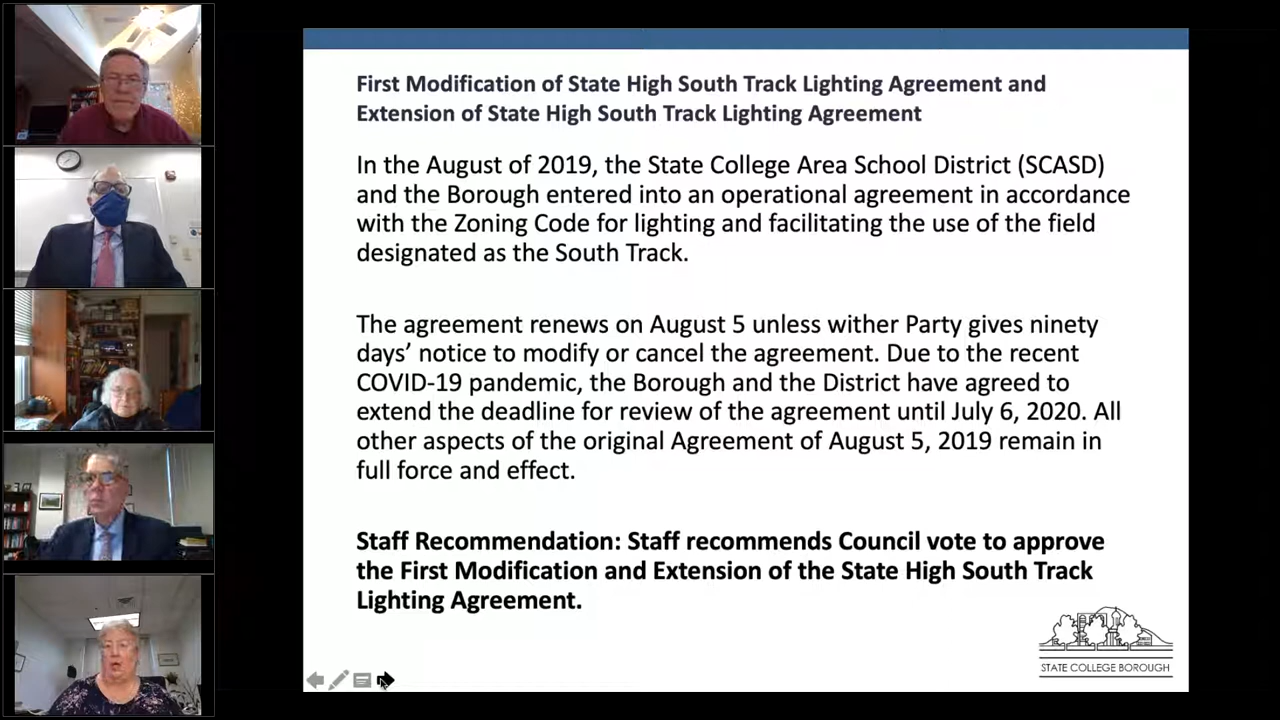 First Modification of State High South Track Lighting Agreement and
Extension of State High South Track Lighting Agreement
In the August of 2019, the State College Area School District (SCASD)
and the Borough entered into an operational agreement in accordance
with the Zoning Code for lighting and facilitating the use of the field
designated as the South Track.
The agreement renews on August 5 unless wither Party gives ninety
days’ notice to modify or cancel the agreement. Due to the recent
COVID-19 pandemic, the Borough and the District have agreed to
extend the deadline for review of the agreement until July 6, 2020. All
other aspects of the original Agreement of August 5, 2019 remain in
full force and effect.
Staff Recommendation: Staff recommends Council vote to approve
the First Modification and Extension of the State High South Track
Lighting Agreement.
STATE COLLEGE BOROUGH